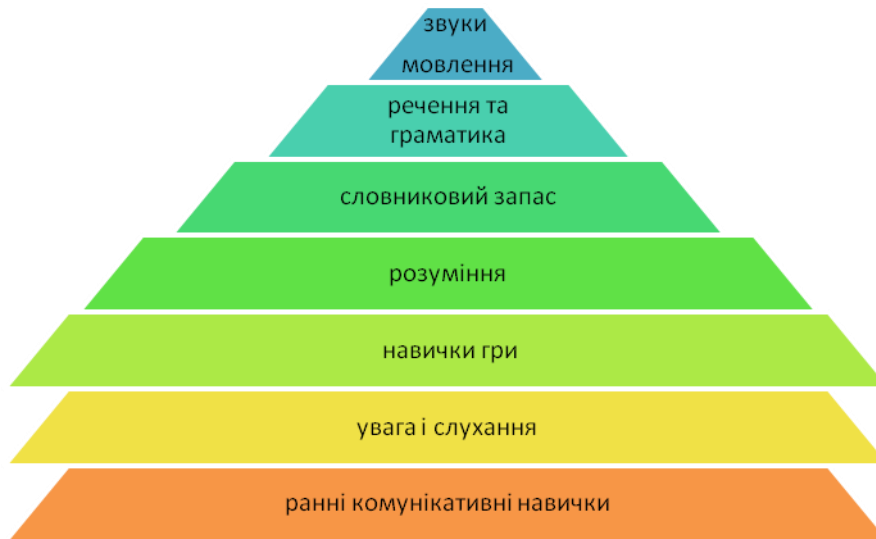 звуки
мовлення
речення та
граматика
словниковий запас
розуміння
навички гри
увага і слухання
ранні комунікативні навички